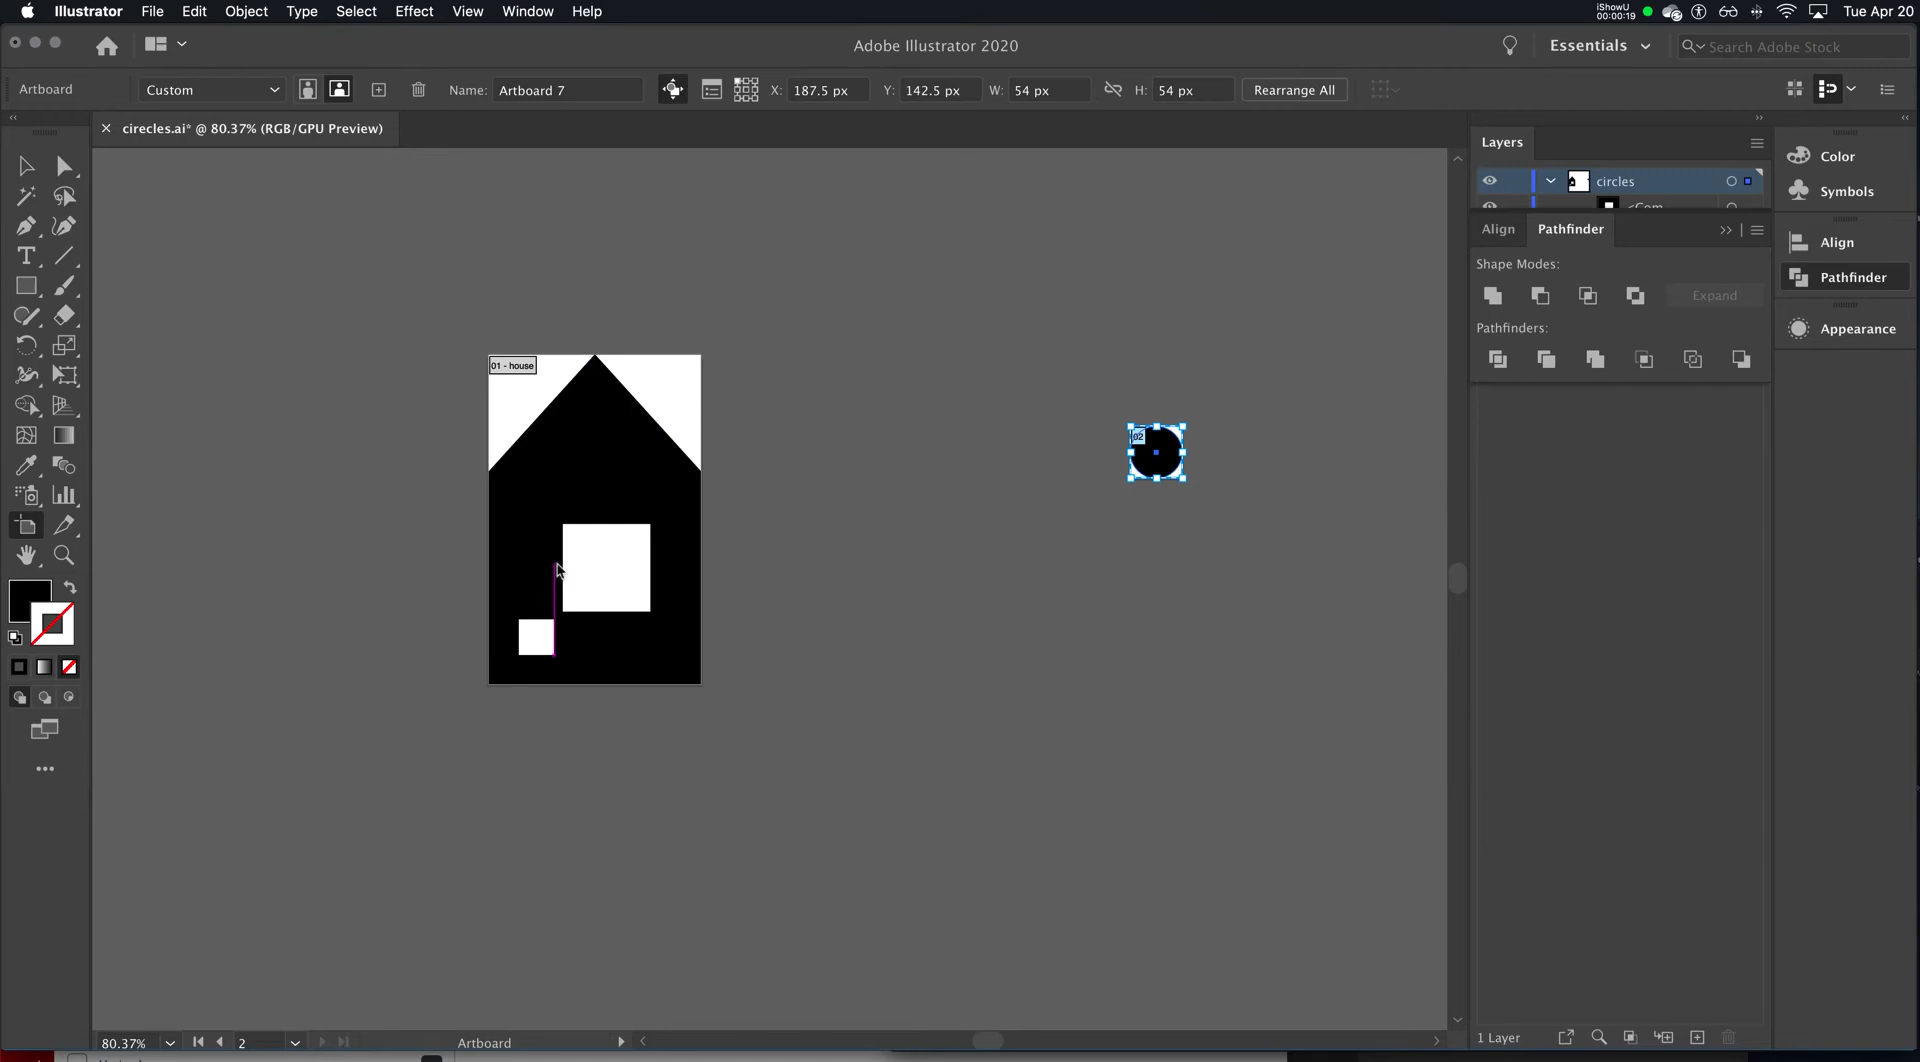 Illustrator File Edit Object Type Select Effect View Window Help
iShowU
00:00:19
Tue Apr 20
Adobe Illustrator 2020
Essentials
Search Adobe Stock
Artboard
Custom
Name: Artboard 7
X: 187.5 px
Y: 142.5 px
W: 54 px
H: 54 px
Rearrange All
cirecles.ai* @ 80.37% (RGB/GPU Preview)
Layers
circles
<Com
Align
Pathfinder
Shape Modes:
Expand
Pathfinders:
Color
Symbols
Align
Pathfinder
Appearance
01 - house
02
1 Layer
80.37%
2
Artboard